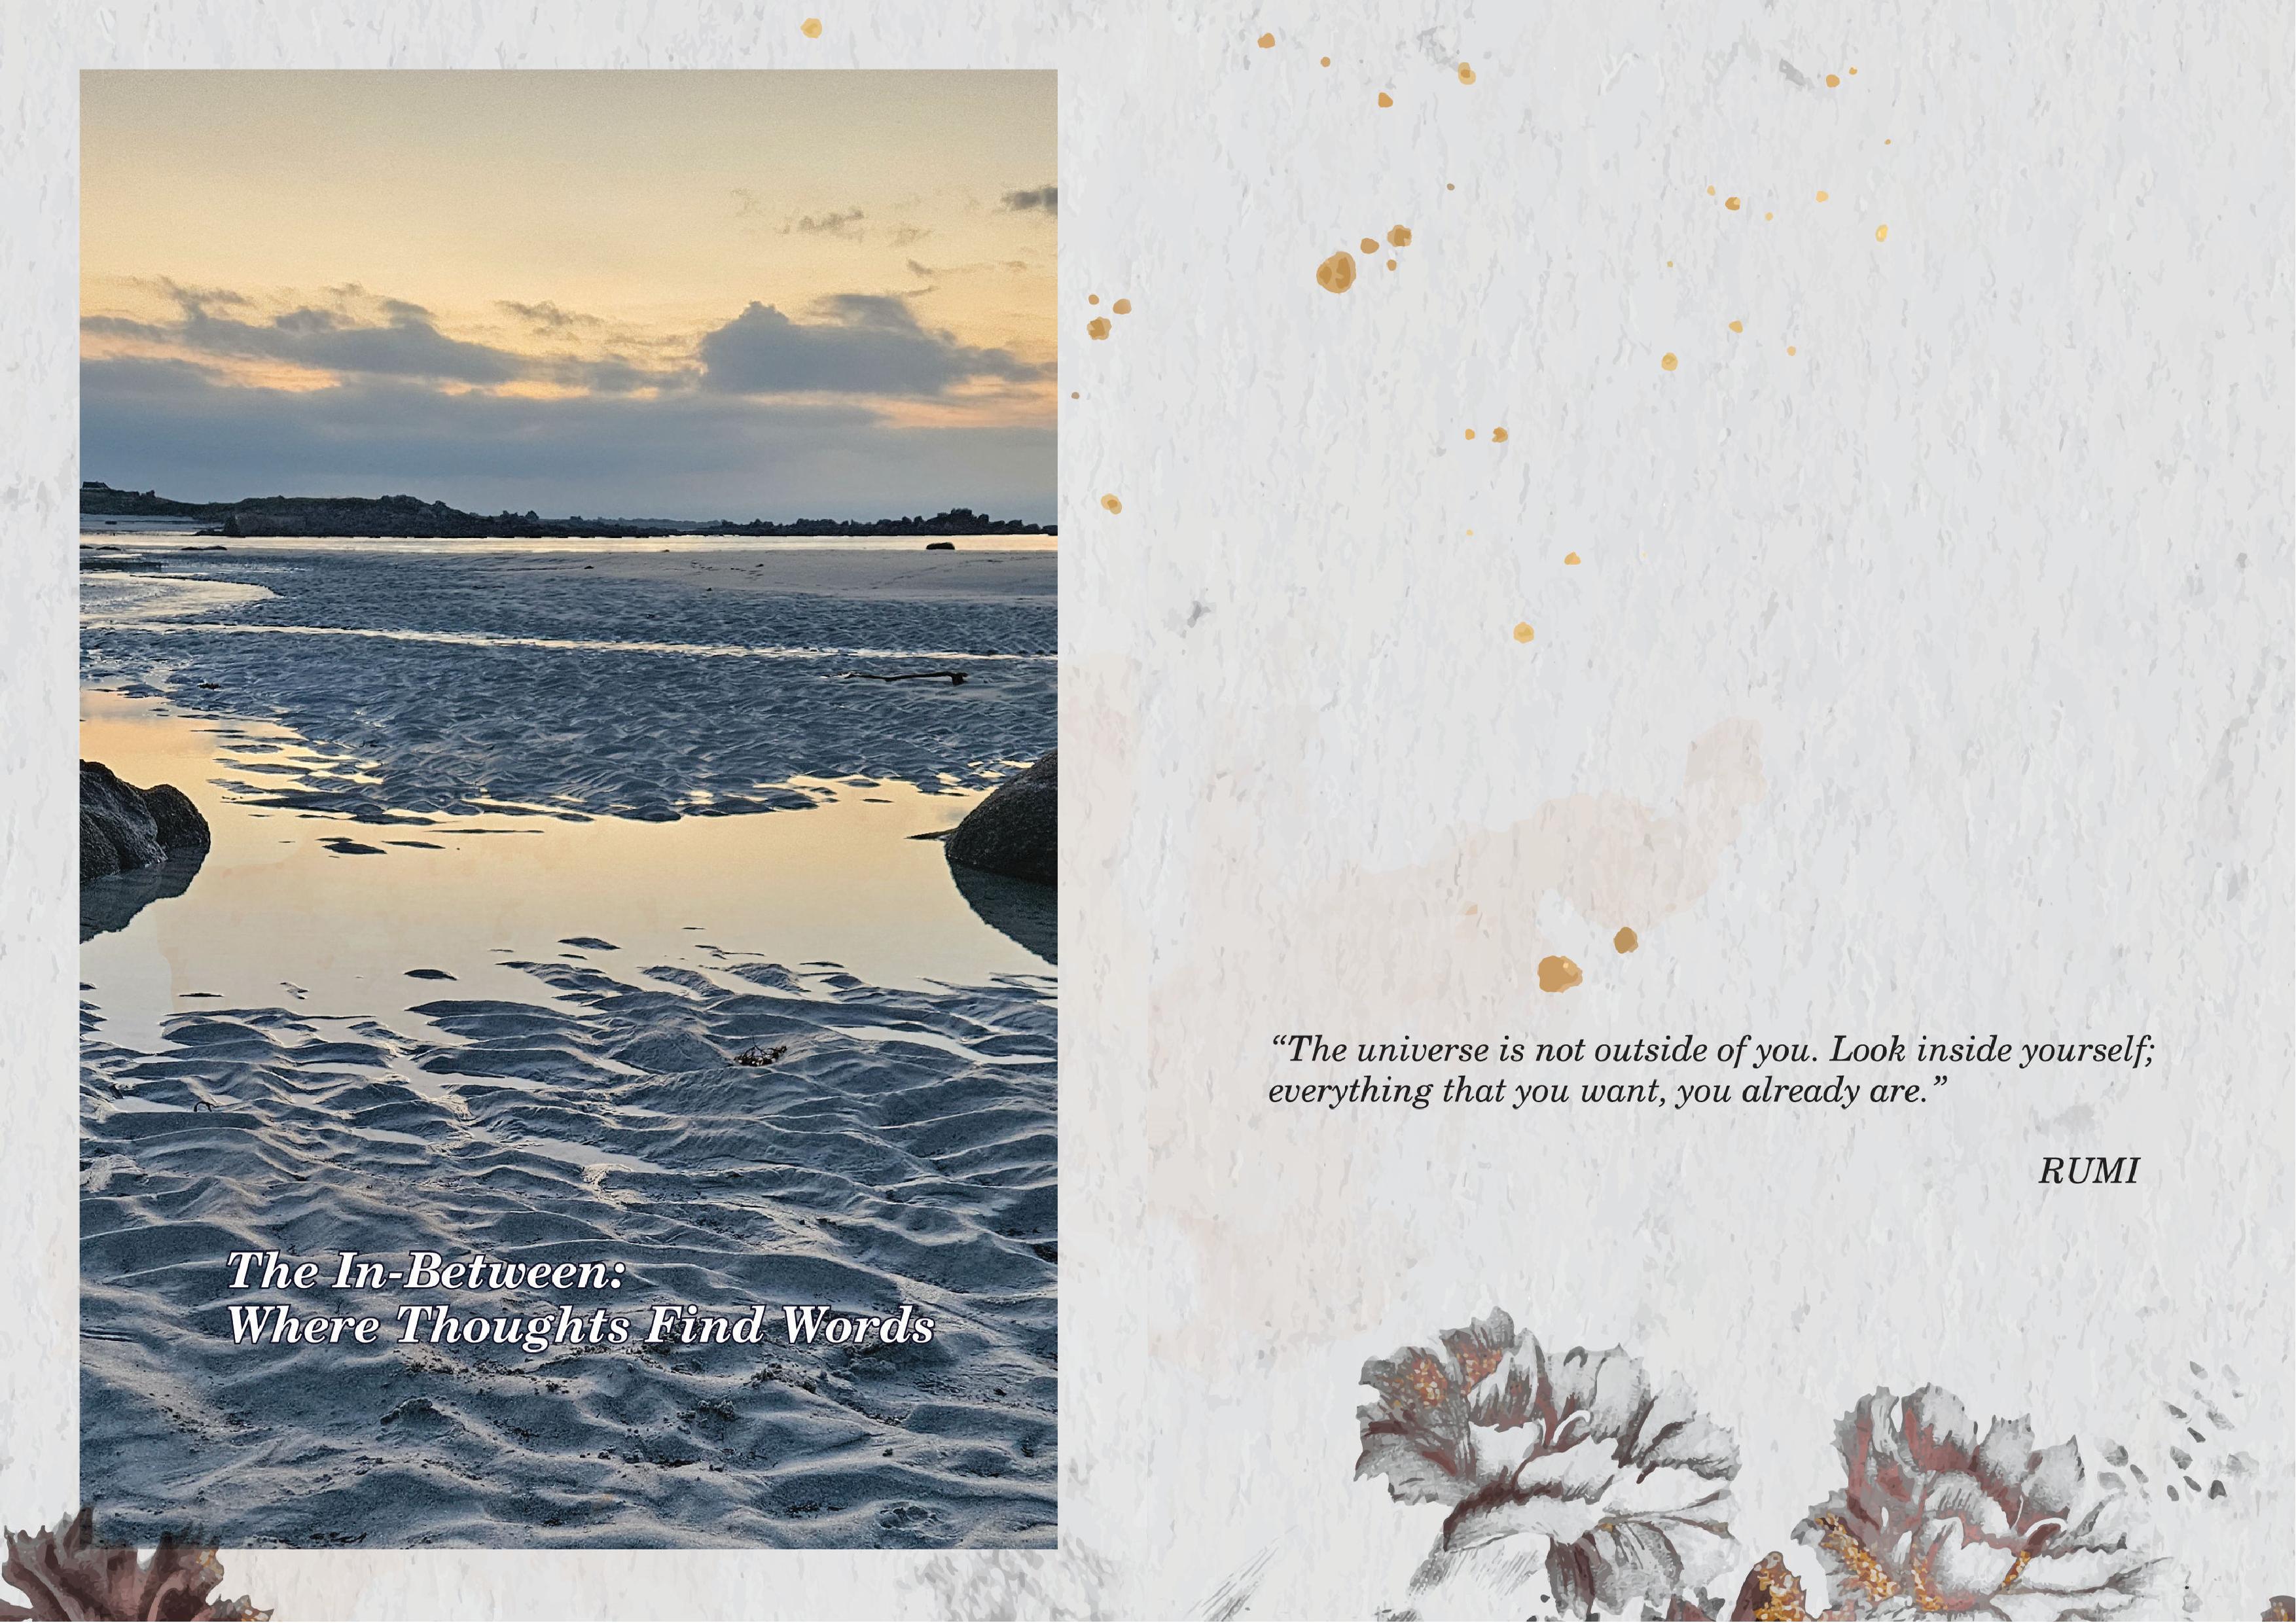 The In-Between:
Where Thoughts Find Words
“The universe is not outside of you. Look inside yourself;
everything that you want, you already are.”
RUMI